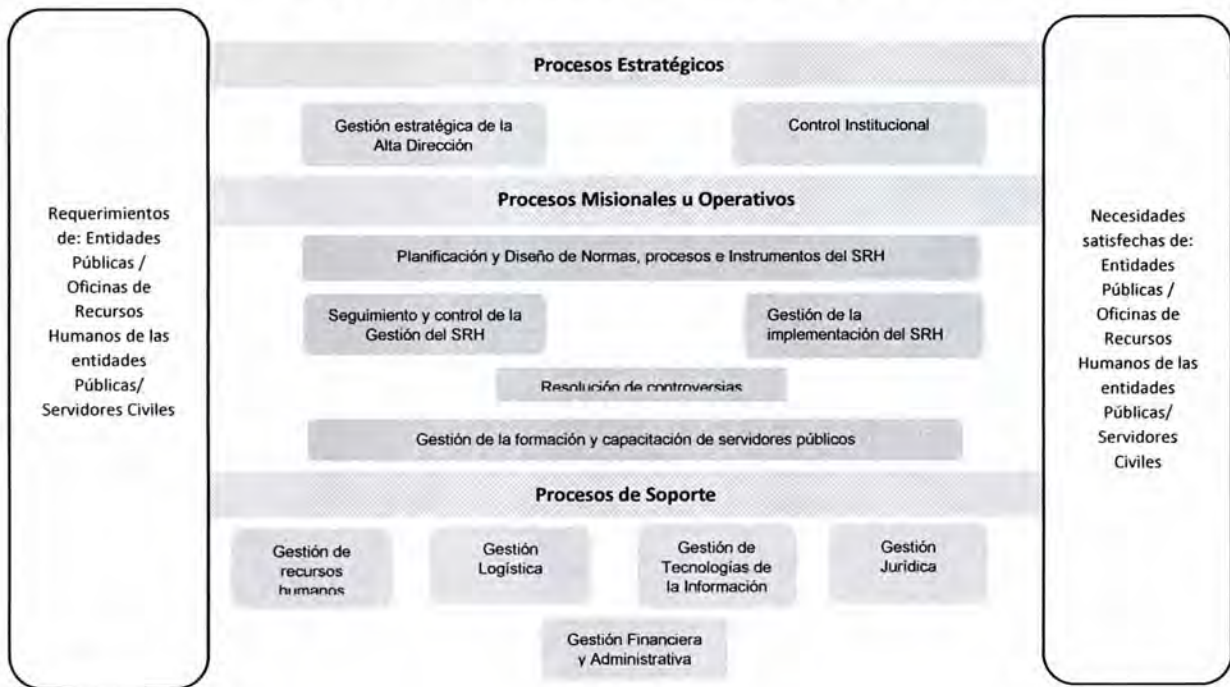 Procesos Estratégicos
Gestión estratégica de la
Alta Dirección
Control Institucional
Procesos Misionales u Operativos
Requerimientos
de: Entidades
Públicas /
Oficinas de
Recursos
Humanos de las
entidades
Públicas/
Servidores Civiles
Planificación y Diseño de Normas, procesos e Instrumentos del SRH
Seguimiento y control de la
Gestión del SRH
Gestión de la
implementación del SRH
Resolución de controversias
Gestión de la formación y capacitación de servidores públicos
Necesidades
satisfechas de:
Entidades
Públicas /
Oficinas de
Recursos
Humanos de las
entidades
Públicas/
Servidores
Civiles
Procesos de Soporte
Gestión de
recursos
humanos
Gestión
Logística
Gestión de
Tecnologías de
la Información
Gestión
Jurídica
Gestión Financiera
y Administrativa